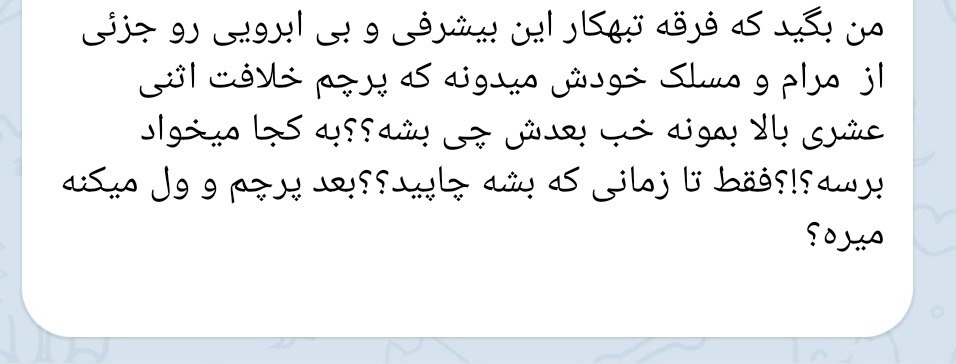 من بگید که فرقه تبهکار این بیشرفی و بی ابرویی رو جزئی
از  مرام و مسلک خودش میدونه که پرچم خلافت اثنی
عشری بالا بمونه خب بعدش چی بشه؟؟به کجا میخواد
برسه؟!؟فقط تا زمانی که بشه چاپید؟؟بعد پرچم و ول میکنه
میره؟